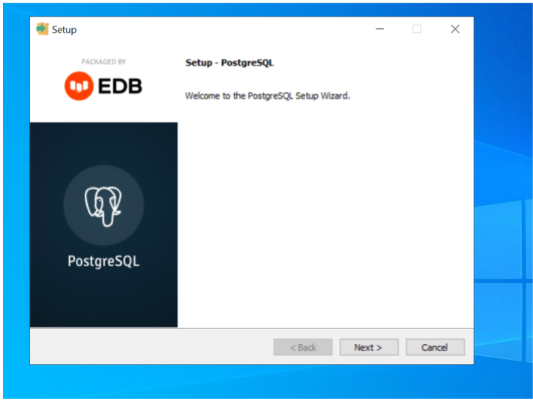 Setup
PACKAGED BY
EDB
Setup - PostgreSQL
Welcome to the PostgreSQL Setup Wizard.
PostgreSQL
< Back
Next >
Cancel